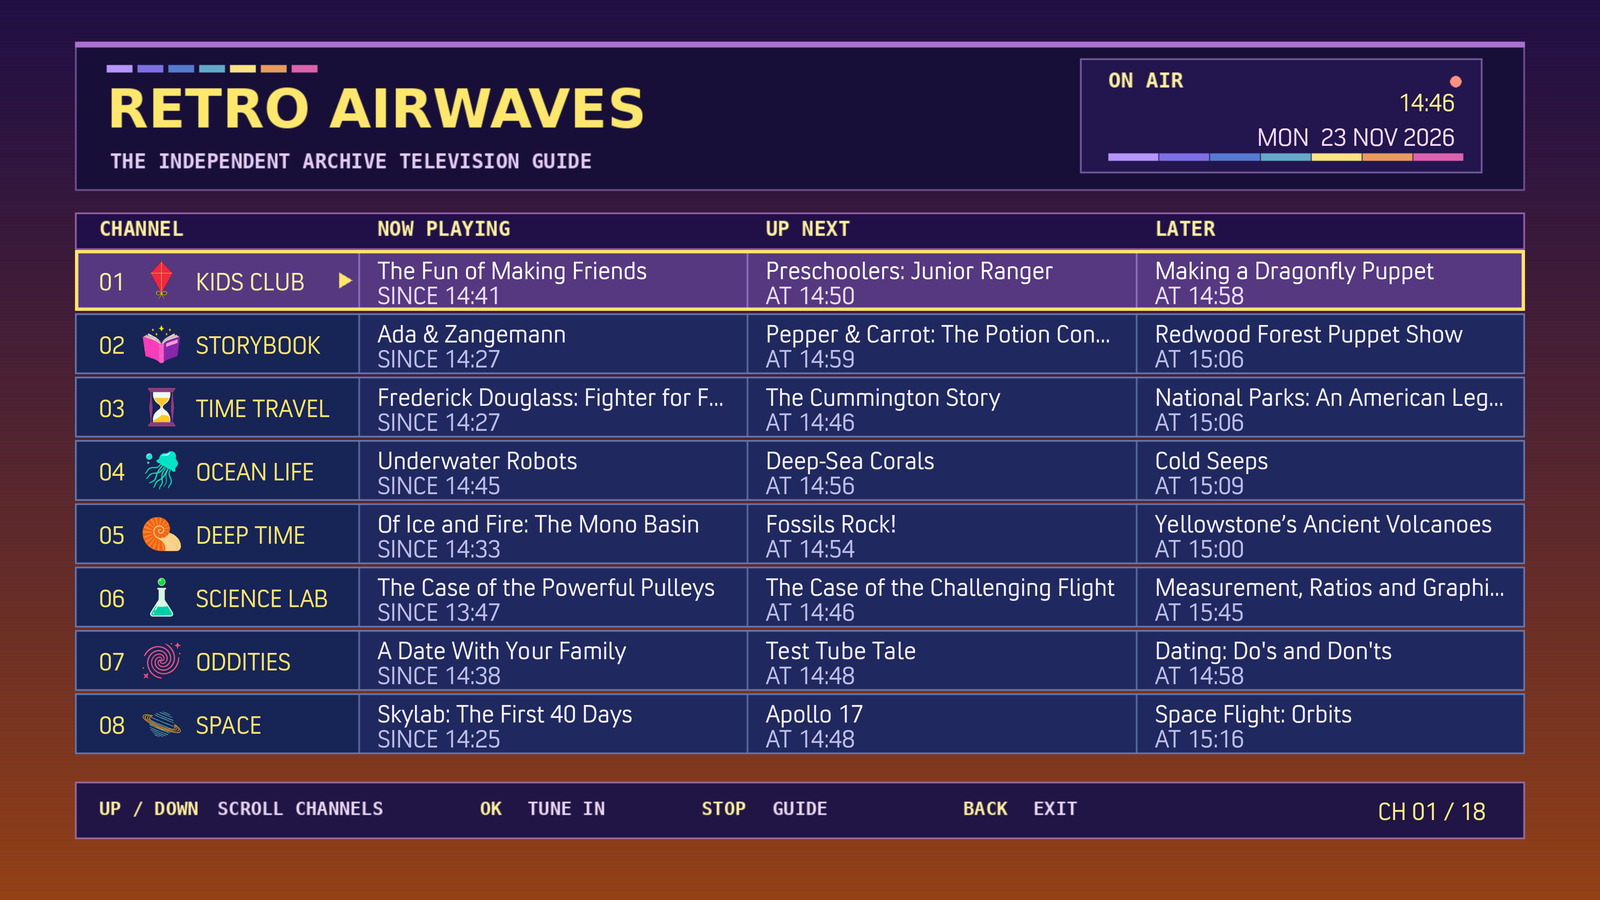 RETRO AIRWAVES
THE INDEPENDENT ARCHIVE TELEVISION GUIDE
ON AIR
14:46
MON 23 NOV 2026
CHANNEL NOW PLAYING UP NEXT LATER
01 KIDS CLUB
The Fun of Making Friends
SINCE 14:41
Preschoolers: Junior Ranger
AT 14:50
Making a Dragonfly Puppet
AT 14:58
02 STORYBOOK
Ada & Zangemann
SINCE 14:27
Pepper & Carrot: The Potion Con...
AT 14:59
Redwood Forest Puppet Show
AT 15:06
03 TIME TRAVEL
Frederick Douglass: Fighter for F...
SINCE 14:27
The Cummington Story
AT 14:46
National Parks: An American Leg...
AT 15:06
04 OCEAN LIFE
Underwater Robots
SINCE 14:45
Deep-Sea Corals
AT 14:56
Cold Seeps
AT 15:09
05 DEEP TIME
Of Ice and Fire: The Mono Basin
SINCE 14:33
Fossils Rock!
AT 14:54
Yellowstone’s Ancient Volcanoes
AT 15:00
06 SCIENCE LAB
The Case of the Powerful Pulleys
SINCE 13:47
The Case of the Challenging Flight
AT 14:46
Measurement, Ratios and Graphi...
AT 15:45
07 ODDITIES
A Date With Your Family
SINCE 14:38
Test Tube Tale
AT 14:48
Dating: Do's and Don'ts
AT 14:58
08 SPACE
Skylab: The First 40 Days
SINCE 14:25
Apollo 17
AT 14:48
Space Flight: Orbits
AT 15:16
UP / DOWN SCROLL CHANNELS OK TUNE IN STOP GUIDE BACK EXIT CH 01 / 18